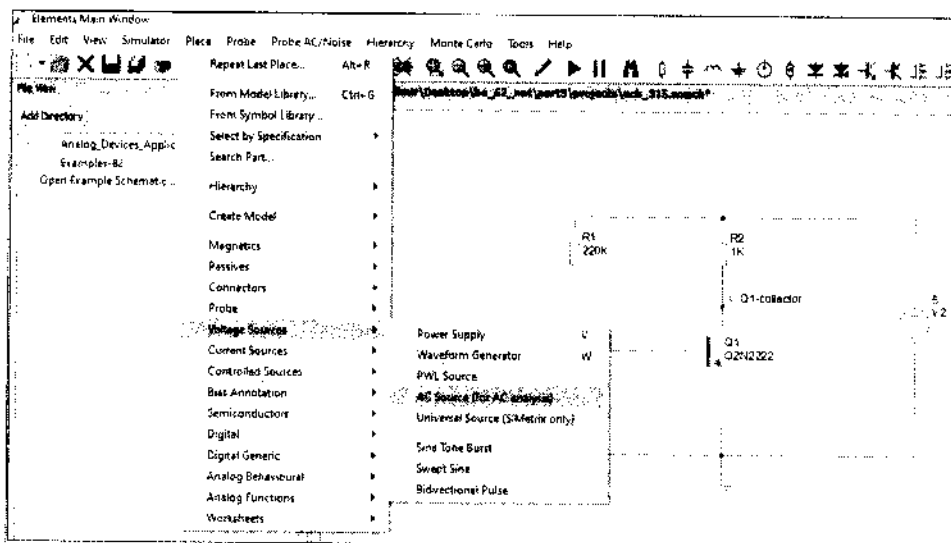 Elements Main Window
File Edit View Simulator Place Probe Probe AC/Noise Hierarchy Monte Carlo Tools Help
File View
Add Directory
Analog_Devices_Applic
Examples-82
Open Example Schematic...
Repeat Last Place... Alt+R
From Model Library... Ctrl+G
From Symbol Library...
Select by Specification
Search Part...
Hierarchy
Create Model
Magnetics
Passives
Connectors
Probe
Voltage Sources
Current Sources
Controlled Sources
Bias Annotation
Semiconductors
Digital
Digital Generic
Analog Behavioural
Analog Functions
Worksheets
Power Supply V
Waveform Generator W
PWL Source
AC Source (for AC analysis)
Universal Source (SIMetrix only)
Sine Tone Burst
Swept Sine
Bidirectional Pulse
R1
220K
R2
1K
Q1-collector
5
V2
Q1
Q2N2222